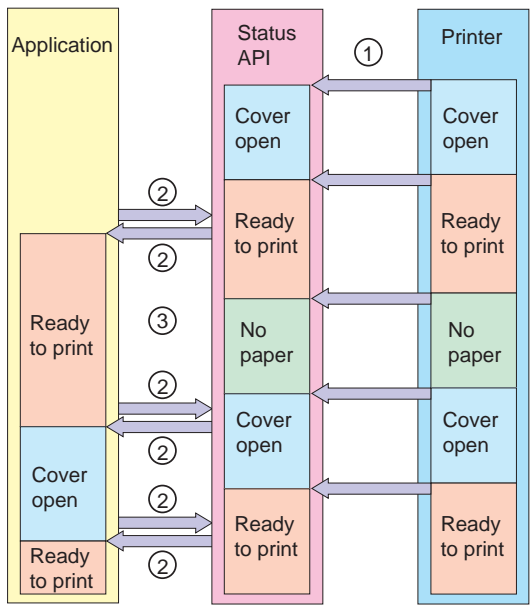 Application
Status
API
Printer
①
Cover
open
Cover
open
②
Ready
to print
Ready
to print
②
Ready
to print
③
No
paper
No
paper
②
Cover
open
Cover
open
②
Cover
open
②
Ready
to print
Ready
to print
Ready
to print
②